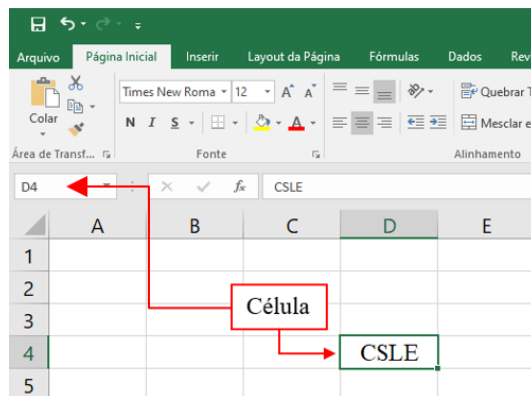 Arquivo Página Inicial Inserir Layout da Página Fórmulas Dados Rev
Times New Roma 12 A A Quebrar T
Colar N I S A Mesclar e
Área de Transf... Fonte Alinhamento
D4 fx CSLE
A B C D E
1
2
3 Célula
4 CSLE
5